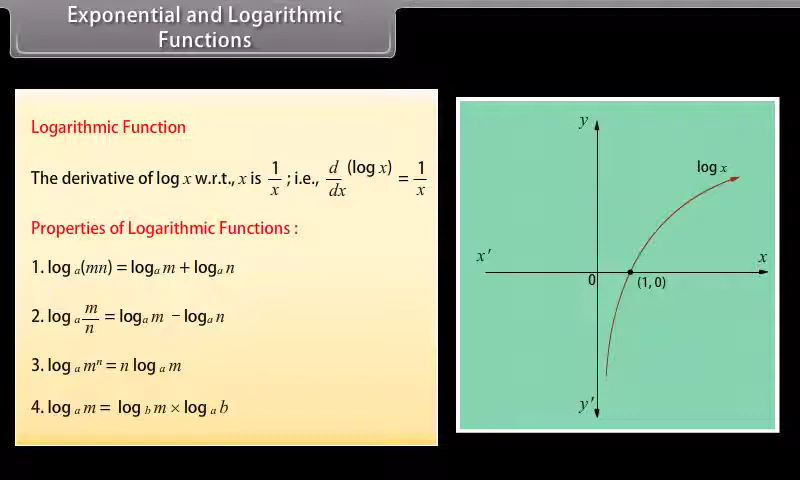 Exponential and Logarithmic
Functions
Logarithmic Function
The derivative of log x w.r.t., x is 1/x ; i.e., d/dx (log x) = 1/x
Properties of Logarithmic Functions :
1. log a(mn) = loga m + loga n
2. log a m/n = loga m − loga n
3. log a mⁿ = n log a m
4. log a m = log b m × log a b
y
log x
x′
x
0
(1, 0)
y′